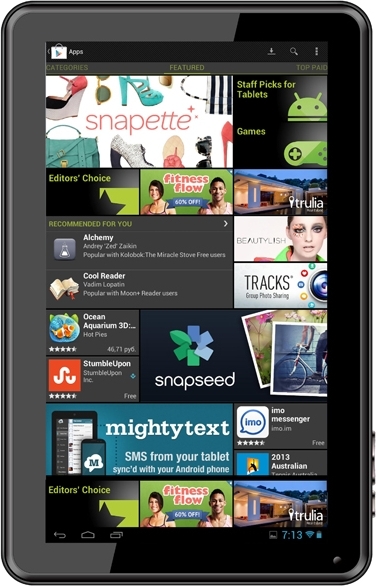 Apps
CATEGORIES
FEATURED
TOP PAID
snapette
Staff Picks for
Tablets
Games
Editors' Choice
fitness
flow
60% OFF!
trulia
RECOMMENDED FOR YOU
Alchemy
Andrey 'Zed' Zaikin
Popular with Kolobok:The Miracle Stove Free users
BEAUTYLISH
Cool Reader
Vadim Lopatin
Popular with Moon+ Reader users
TRACKS
Group Photo Sharing
Ocean
Aquarium 3D:..
Hot Pies
46,71 руб.
StumbleUpon
StumbleUpon
Inc.
Free
snapseed
mightytext
SMS from your tablet
sync'd with your Android phone
imo
imo
messenger
imo.im
Free
2013
Australian
Tennis Australia
Editors' Choice
fitness
flow
60% OFF!
trulia
7:13